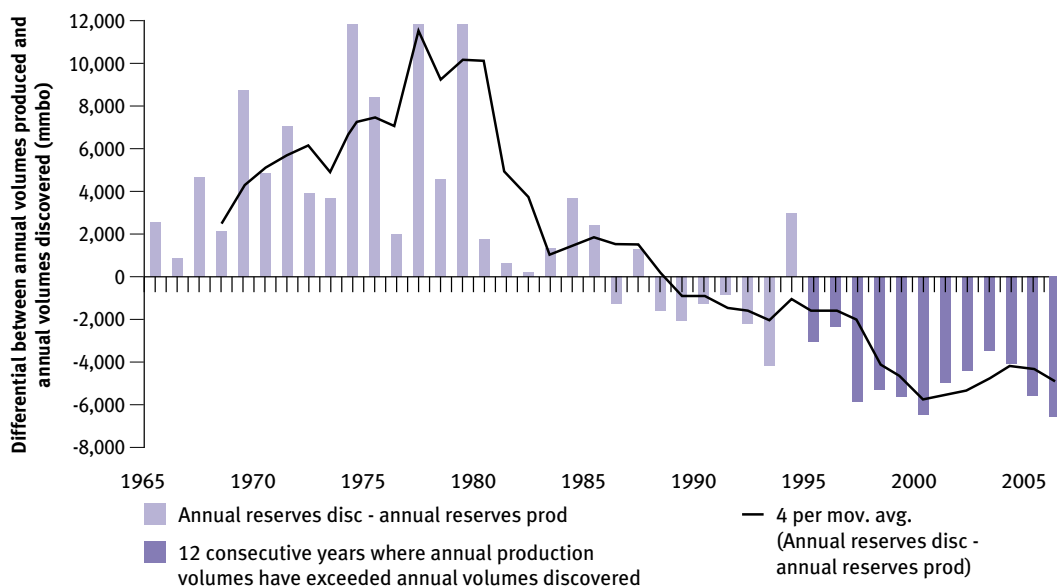 Differential between annual volumes produced and
annual volumes discovered (mmbo)
12,000
10,000
8,000
6,000
4,000
2,000
0
-2,000
-4,000
-6,000
-8,000
1965 1970 1975 1980 1985 1990 1995 2000 2005
Annual reserves disc - annual reserves prod
12 consecutive years where annual production
volumes have exceeded annual volumes discovered
4 per mov. avg.
(Annual reserves disc -
annual reserves prod)